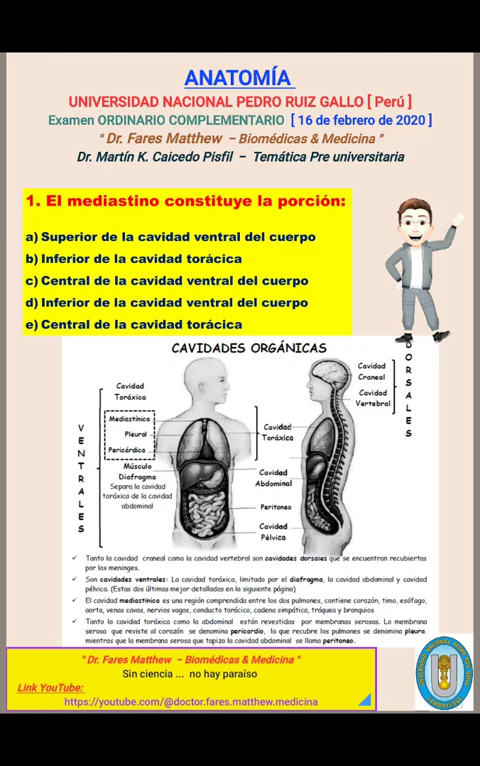 ANATOMÍA
UNIVERSIDAD NACIONAL PEDRO RUIZ GALLO [ Perú ]
Examen ORDINARIO COMPLEMENTARIO [ 16 de febrero de 2020 ]
" Dr. Fares Matthew – Biomédicas & Medicina "
Dr. Martín K. Caicedo Pisfil – Temática Pre universitaria
1. El mediastino constituye la porción:
a) Superior de la cavidad ventral del cuerpo
b) Inferior de la cavidad torácica
c) Central de la cavidad ventral del cuerpo
d) Inferior de la cavidad ventral del cuerpo
e) Central de la cavidad torácica
CAVIDADES ORGÁNICAS
VENTRALES
Cavidad
Toráxica
Mediastínica
Pleural
Pericárdica
Músculo
Diafragma
Separa la cavidad
toráxica de la cavidad
abdominal
Cavidad
Toráxica
Cavidad
Abdominal
Peritoneo
Cavidad
Pélvica
Cavidad
Craneal
Cavidad
Vertebral
DORSALES
✓ Tanto la cavidad craneal como la cavidad vertebral son cavidades dorsales que se encuentran recubiertas
por las meninges.
✓ Son cavidades ventrales: La cavidad toráxica, limitado por el diafragma, la cavidad abdominal y cavidad
pélvica. (Estas dos últimas mejor detalladas en la siguiente página)
✓ El cavidad mediastínica es una región comprendida entre los dos pulmones, contiene corazón, timo, esófago,
aorta, venas cavas, nervios vagos, conducto torácico, cadena simpática, tráquea y bronquios
✓ Tanto la cavidad toráxica como la abdominal están revestidas por membranas serosas. La membrana
serosa que reviste al corazón se denomina pericardio, la que recubre los pulmones se denomina pleura
mientras que la membrana serosa que tapiza la cavidad abdominal se llama peritoneo.
" Dr. Fares Matthew – Biomédicas & Medicina "
Sin ciencia ... no hay paraíso
Link YouTube:
https://youtube.com/@doctor.fares.matthew.medicina